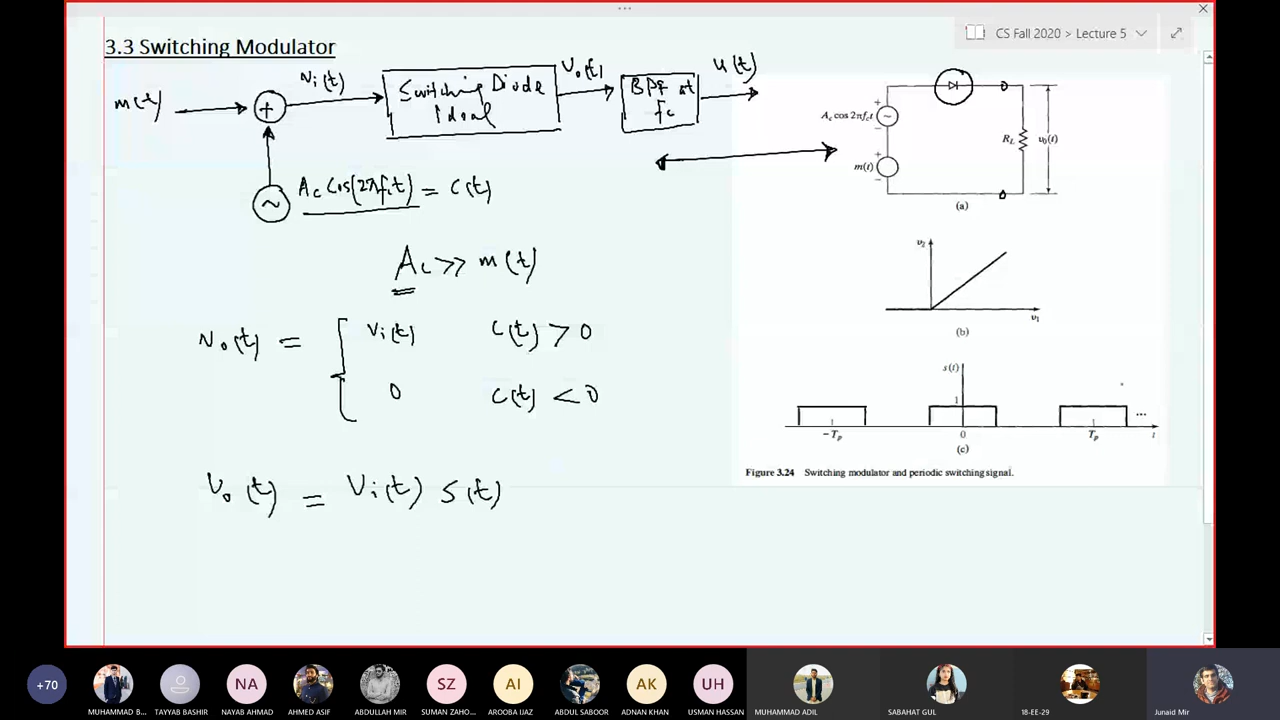 CS Fall 2020 > Lecture 5
3.3 Switching Modulator
m(t)
+
Vi(t)
Switching Diode
Ideal
Vo(t)
BPF at
fc
u(t)
~
Ac Cos(2πfct) = C(t)
Ac >> m(t)
Vo(t) = { Vi(t) C(t) > 0
0 C(t) < 0
Vo(t) = Vi(t) S(t)
Ac cos 2πfct
+
~
−
m(t)
+
−
RL
v0(t)
(a)
v2
v1
(b)
s(t)
1
−Tp
0
Tp
...
t
(c)
Figure 3.24 Switching modulator and periodic switching signal.
+70
MUHAMMAD B...
TAYYAB BASHIR
NA
NAYAB AHMAD
AHMED ASIF
ABDULLAH MIR
SZ
SUMAN ZAHO...
AI
AROOBA IJAZ
ABDUL SABOOR
AK
ADNAN KHAN
UH
USMAN HASSAN
MUHAMMAD ADIL
SABAHAT GUL
18-EE-29
Junaid Mir